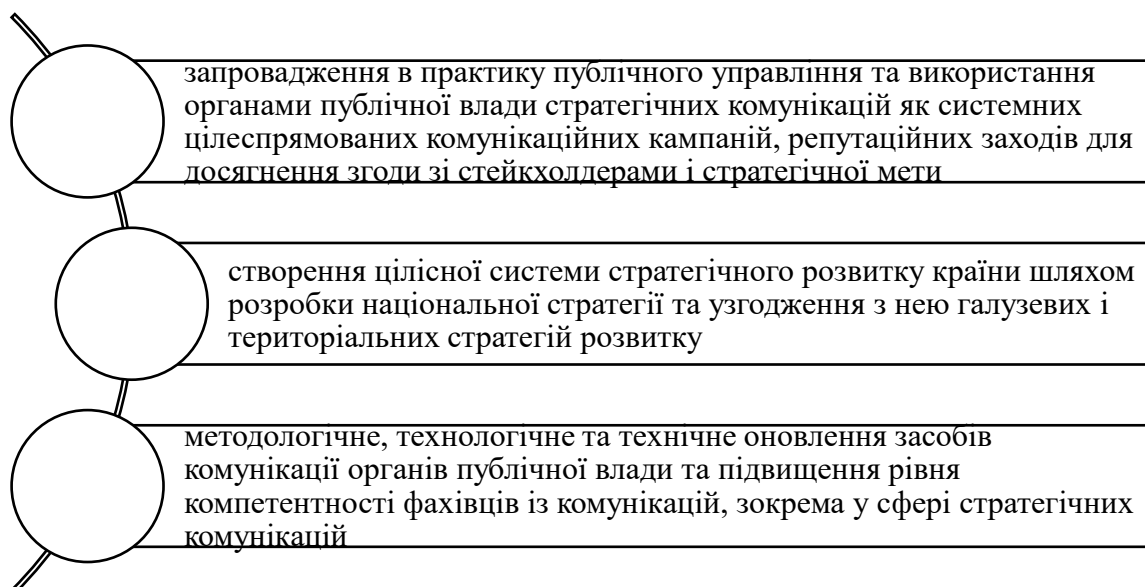 запровадження в практику публічного управління та використання
органами публічної влади стратегічних комунікацій як системних
цілеспрямованих комунікаційних кампаній, репутаційних заходів для
досягнення згоди зі стейкхолдерами і стратегічної мети
створення цілісної системи стратегічного розвитку країни шляхом
розробки національної стратегії та узгодження з нею галузевих і
територіальних стратегій розвитку
методологічне, технологічне та технічне оновлення засобів
комунікації органів публічної влади та підвищення рівня
компетентності фахівців із комунікацій, зокрема у сфері стратегічних
комунікацій